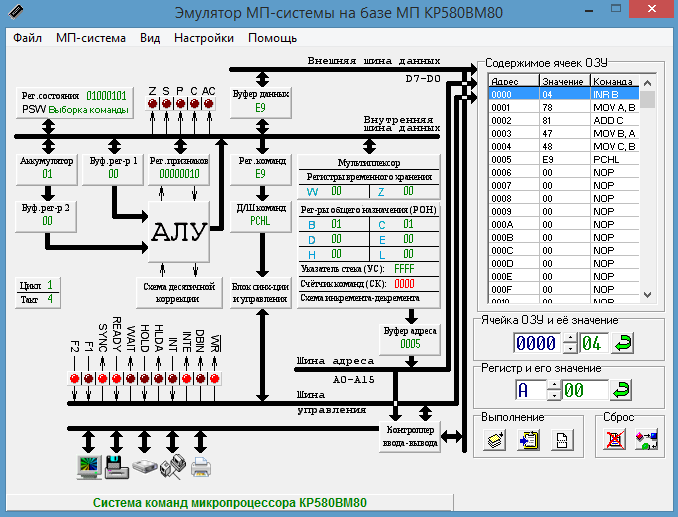 Эмулятор МП-системы на базе МП КР580ВМ80
Файл МП-система Вид Настройки Помощь
Внешняя шина данных
D7-D0
Z S P C AC
Рег.состояния 01000101
PSW Выборка команды
Буфер данных
E9
Внутренняя
шина данных
Аккумулятор
01
Буф.рег-р 1
00
Рег.признаков
00000010
Рег.команд
E9
Мультиплексор
Регистры временного хранения
W 00 Z 00
Буф.рег-р 2
00
АЛУ
Д/Ш команд
PCHL
Рег-ры общего назначения (РОН)
B 01 C 01
D 00 E 00
H 00 L 00
Указатель стека (УС): FFFF
Счётчик команд (СК): 0000
Схема инкремента-декремента
Цикл 1
Такт 4
Схема десятичной
коррекции
Блок синх-ции
и управления
Буфер адреса
0005
F2 F1 SYNC READY WAIT HOLD HLDA INT INTE DBIN WR
Шина адреса
A0-A15
Шина
управления
Контроллер
ввода-вывода
Система команд микропроцессора КР580ВМ80
Содержимое ячеек ОЗУ
Адрес Значение Команда
0000 04 INR B
0001 78 MOV A, B
0002 81 ADD C
0003 47 MOV B, A
0004 48 MOV C, B
0005 E9 PCHL
0006 00 NOP
0007 00 NOP
0008 00 NOP
0009 00 NOP
000A 00 NOP
000B 00 NOP
000C 00 NOP
000D 00 NOP
000E 00 NOP
000F 00 NOP
0010 00 NOP
Ячейка ОЗУ и её значение
0000 04
Регистр и его значение
A 00
Выполнение
Сброс